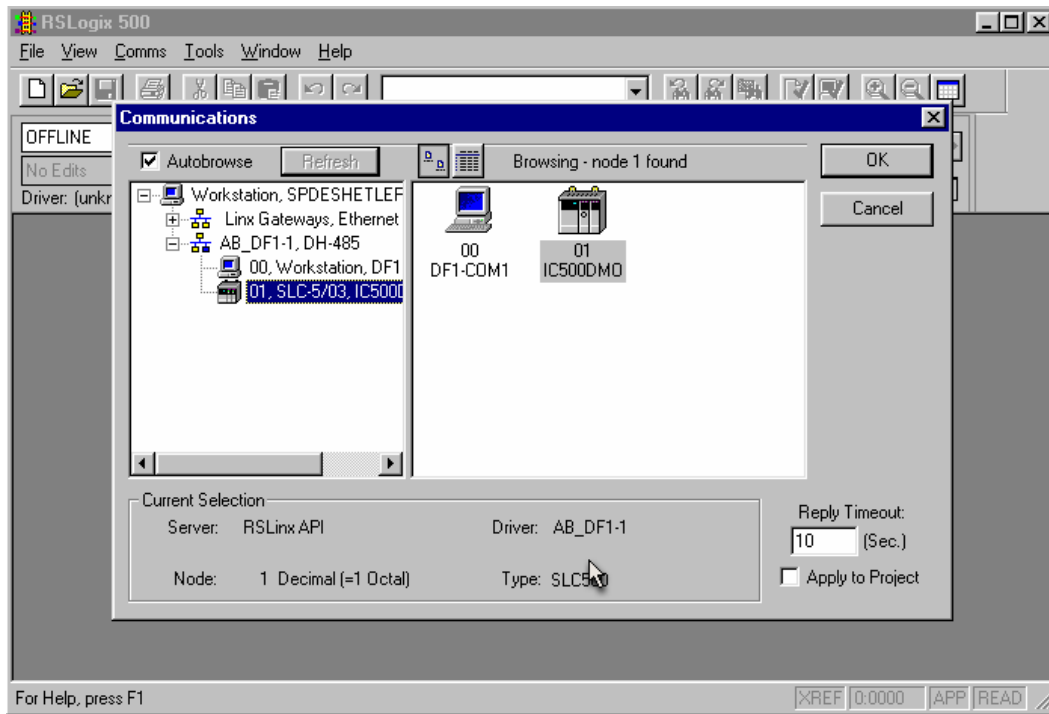 RSLogix 500
File View Comms Tools Window Help
OFFLINE
No Edits
Driver: (unkr
Communications
Autobrowse Refresh Browsing - node 1 found OK
Cancel
Workstation, SPDESHETLEF
Linx Gateways, Ethernet
AB_DF1-1, DH-485
00, Workstation, DF1
01, SLC-5/03, IC500D
00
DF1-COM1
01
IC500DMO
Current Selection
Server: RSLinx API Driver: AB_DF1-1
Node: 1 Decimal (=1 Octal) Type: SLC500
Reply Timeout:
10 (Sec.)
Apply to Project
For Help, press F1 XREF 0:0000 APP READ